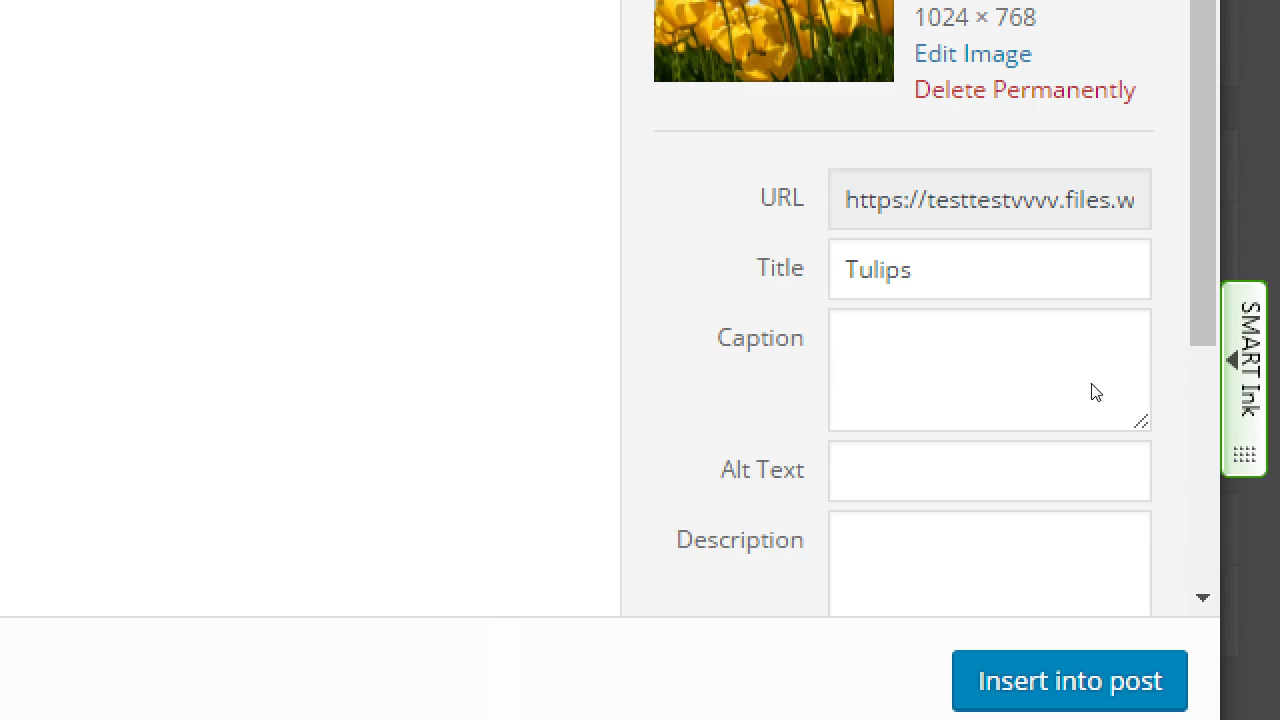 1024 × 768
Edit Image
Delete Permanently
URL
https://testtestvvvv.files.w
Title
Tulips
Caption
Alt Text
Description
Insert into post
SMART Ink